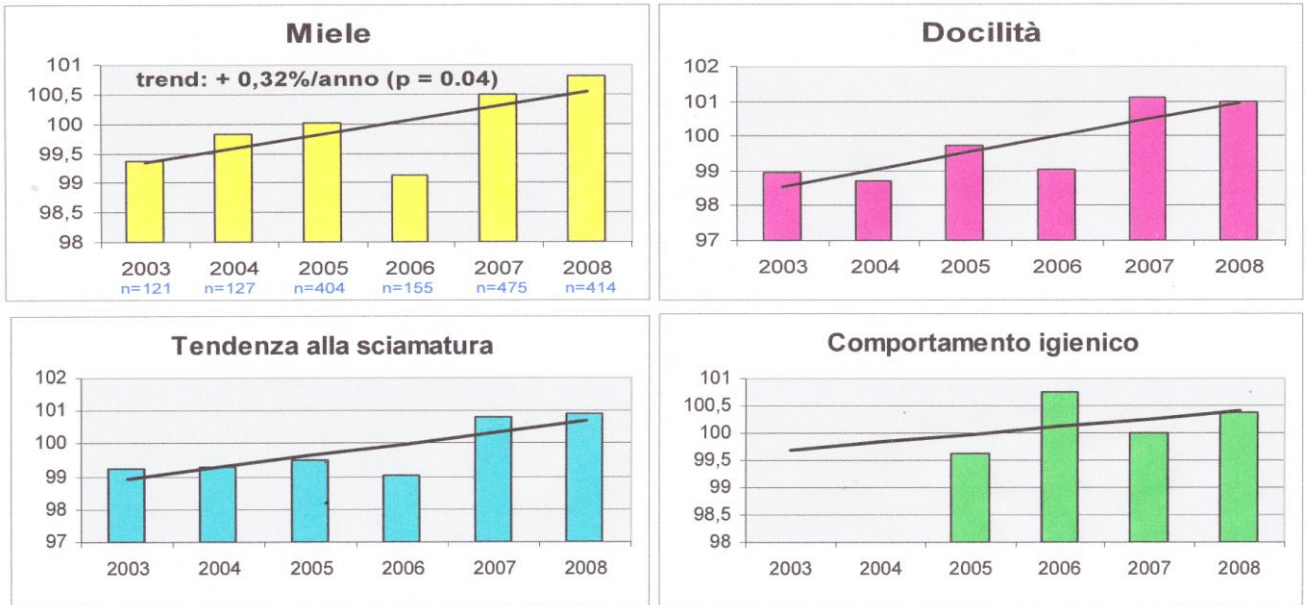 Miele
trend: + 0,32%/anno (p = 0.04)
101
100,5
100
99,5
99
98,5
98
2003 2004 2005 2006 2007 2008
n=121 n=127 n=404 n=155 n=475 n=414
Docilità
102
101
100
99
98
97
2003 2004 2005 2006 2007 2008
Tendenza alla sciamatura
102
101
100
99
98
97
2003 2004 2005 2006 2007 2008
Comportamento igienico
101
100,5
100
99,5
99
98,5
98
2003 2004 2005 2006 2007 2008